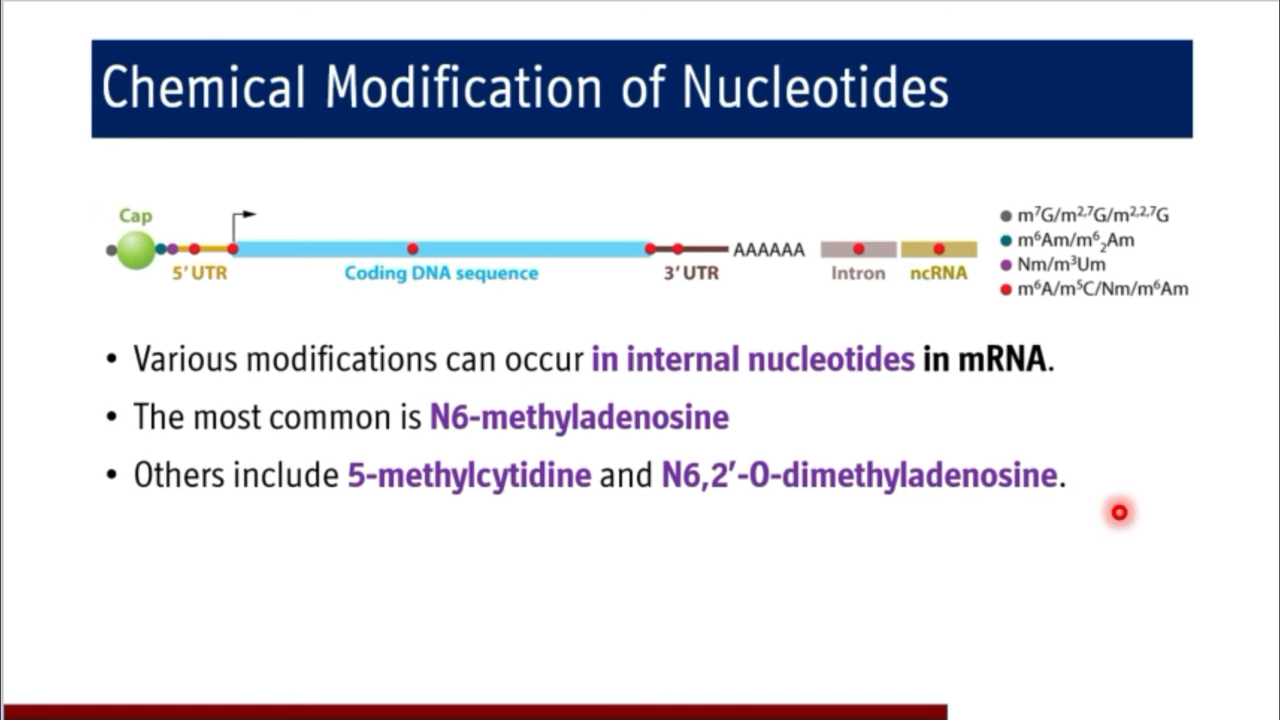 Chemical Modification of Nucleotides
Cap
5' UTR
Coding DNA sequence
3' UTR
AAAAAA
Intron
ncRNA
m⁷G/m²,⁷G/m²,²,⁷G
m⁶Am/m⁶₂Am
Nm/m³Um
m⁶A/m⁵C/Nm/m⁶Am
• Various modifications can occur in internal nucleotides in mRNA.
• The most common is N6-methyladenosine
• Others include 5-methylcytidine and N6,2′-O-dimethyladenosine.